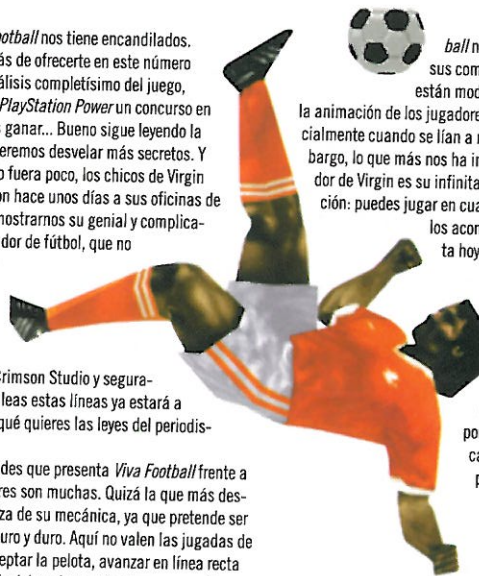 ootball nos tiene encandilados.
ás de ofrecerte en este número
álisis completísimo del juego,
PlayStation Power un concurso en
s ganar... Bueno sigue leyendo la
eremos desvelar más secretos. Y
o fuera poco, los chicos de Virgin
on hace unos días a sus oficinas de
mostrarnos su genial y complica-
dor de fútbol, que no
Crimson Studio y segura-
leas estas líneas ya estará a
qué quieres las leyes del periodis-
des que presenta Viva Football frente a
res son muchas. Quizá la que más des-
za de su mecánica, ya que pretende ser
uro y duro. Aquí no valen las jugadas de
eptar la pelota, avanzar en línea recta
ball n
sus com
están mod
la animación de los jugadore
cialmente cuando se lían a
bargo, lo que más nos ha i
dor de Virgin es su infinita
ción: puedes jugar en cua
los acon
ta hoy
po
ca
p